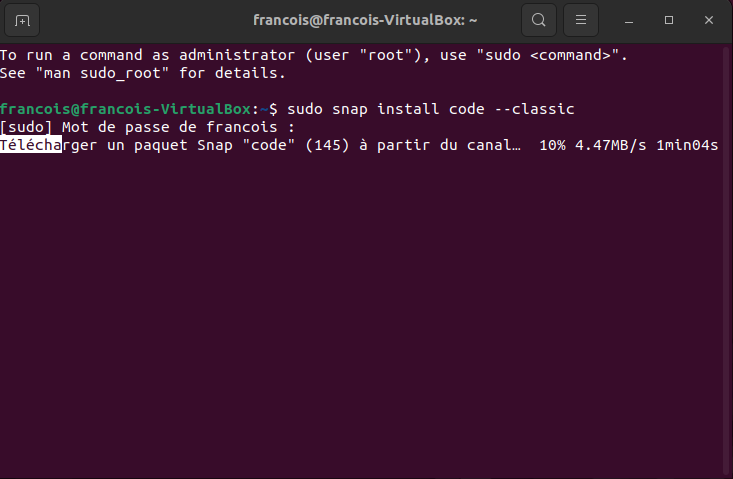 francois@francois-VirtualBox: ~
To run a command as administrator (user "root"), use "sudo <command>".
See "man sudo_root" for details.
francois@francois-VirtualBox:~$ sudo snap install code --classic
[sudo] Mot de passe de francois :
Télécharger un paquet Snap "code" (145) à partir du canal… 10% 4.47MB/s 1min04s